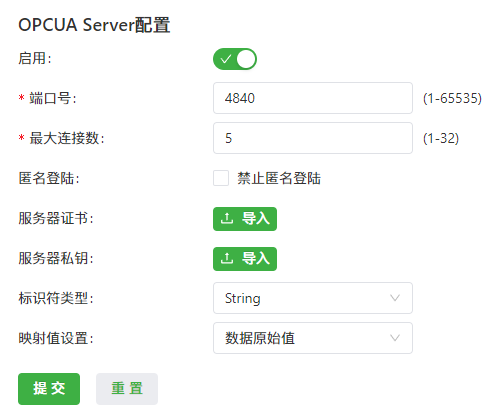 OPCUA Server配置
启用：
* 端口号： 4840 (1-65535)
* 最大连接数： 5 (1-32)
匿名登陆： 禁止匿名登陆
服务器证书： 导入
服务器私钥： 导入
标识符类型： String
映射值设置： 数据原始值
提 交 重 置